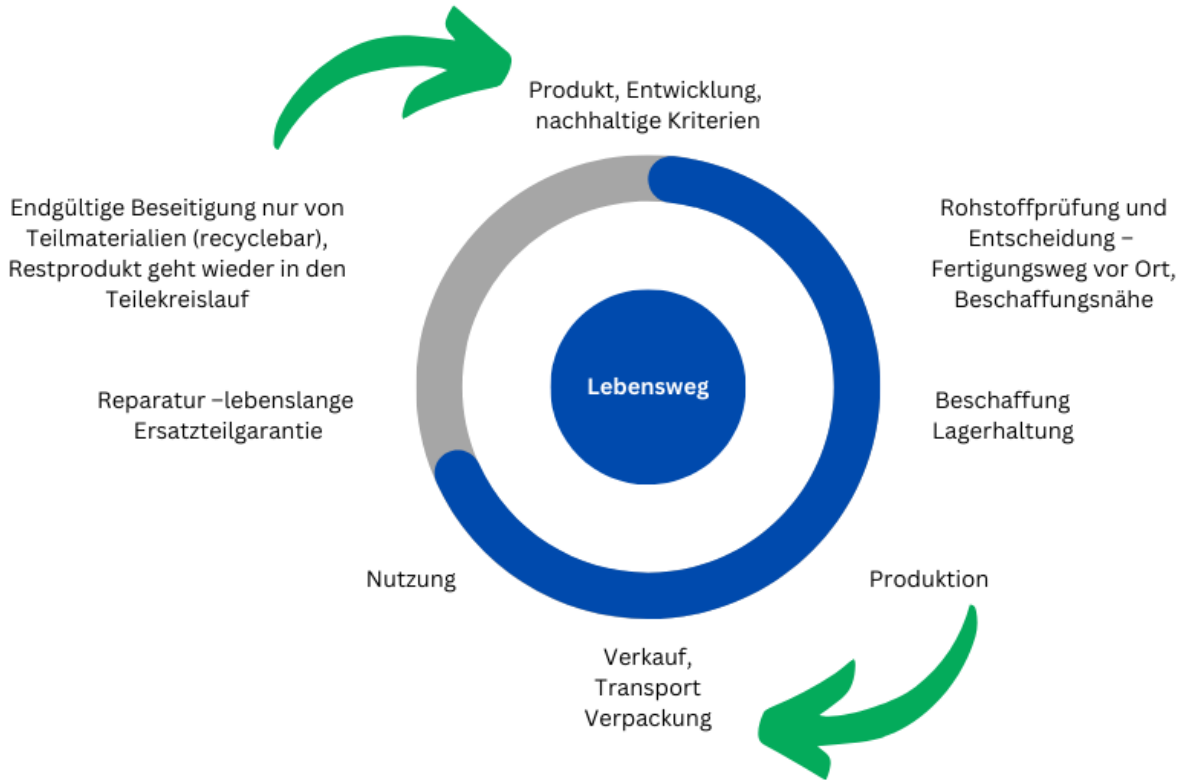 Produkt, Entwicklung,
nachhaltige Kriterien
Rohstoffprüfung und
Entscheidung –
Fertigungsweg vor Ort,
Beschaffungsnähe
Beschaffung
Lagerhaltung
Produktion
Verkauf,
Transport
Verpackung
Nutzung
Reparatur –lebenslange
Ersatzteilgarantie
Endgültige Beseitigung nur von
Teilmaterialien (recyclebar),
Restprodukt geht wieder in den
Teilekreislauf
Lebensweg